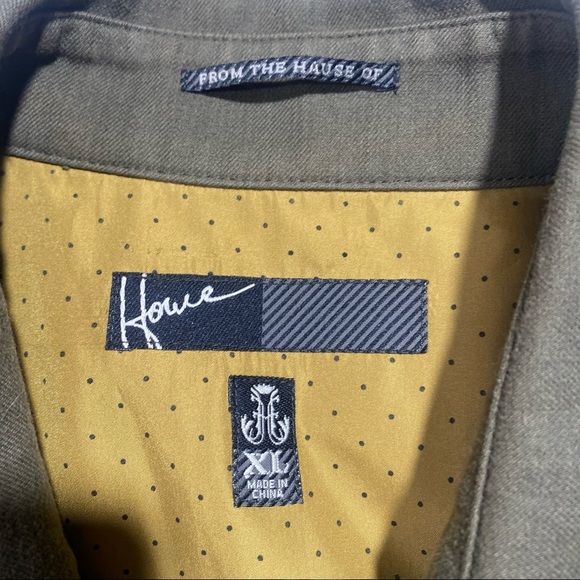 FROM THE HAUSE OF
Howe
XL
MADE IN
CHINA